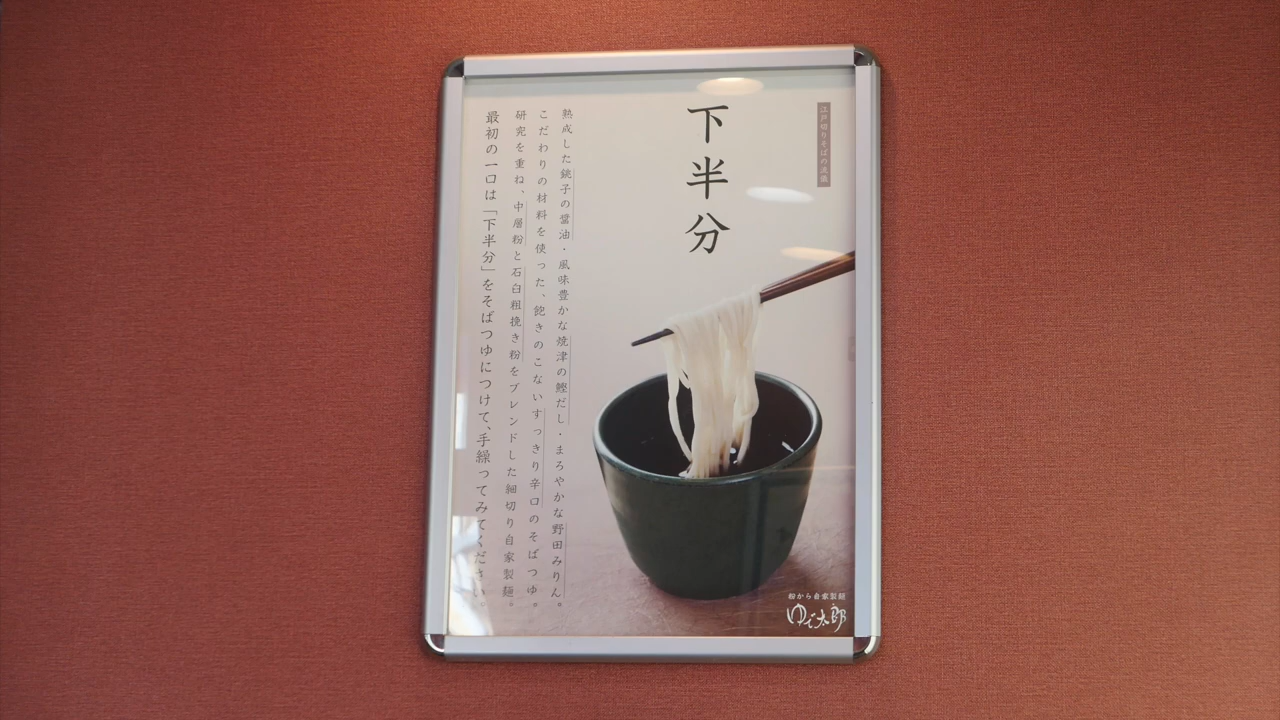 江戸切りそばの流儀
下半分
熟成した銚子の醤油・風味豊かな焼津の鰹だし・まろやかな野田みりん。
こだわりの材料を使った、飽きのこないすっきり辛口のそばつゆ。
研究を重ね、中層粉と石臼粗挽き粉をブレンドした細切り自家製麺。
最初の一口は「下半分」をそばつゆにつけて、手繰ってみてください。
粉から自家製麺
ゆで太郎